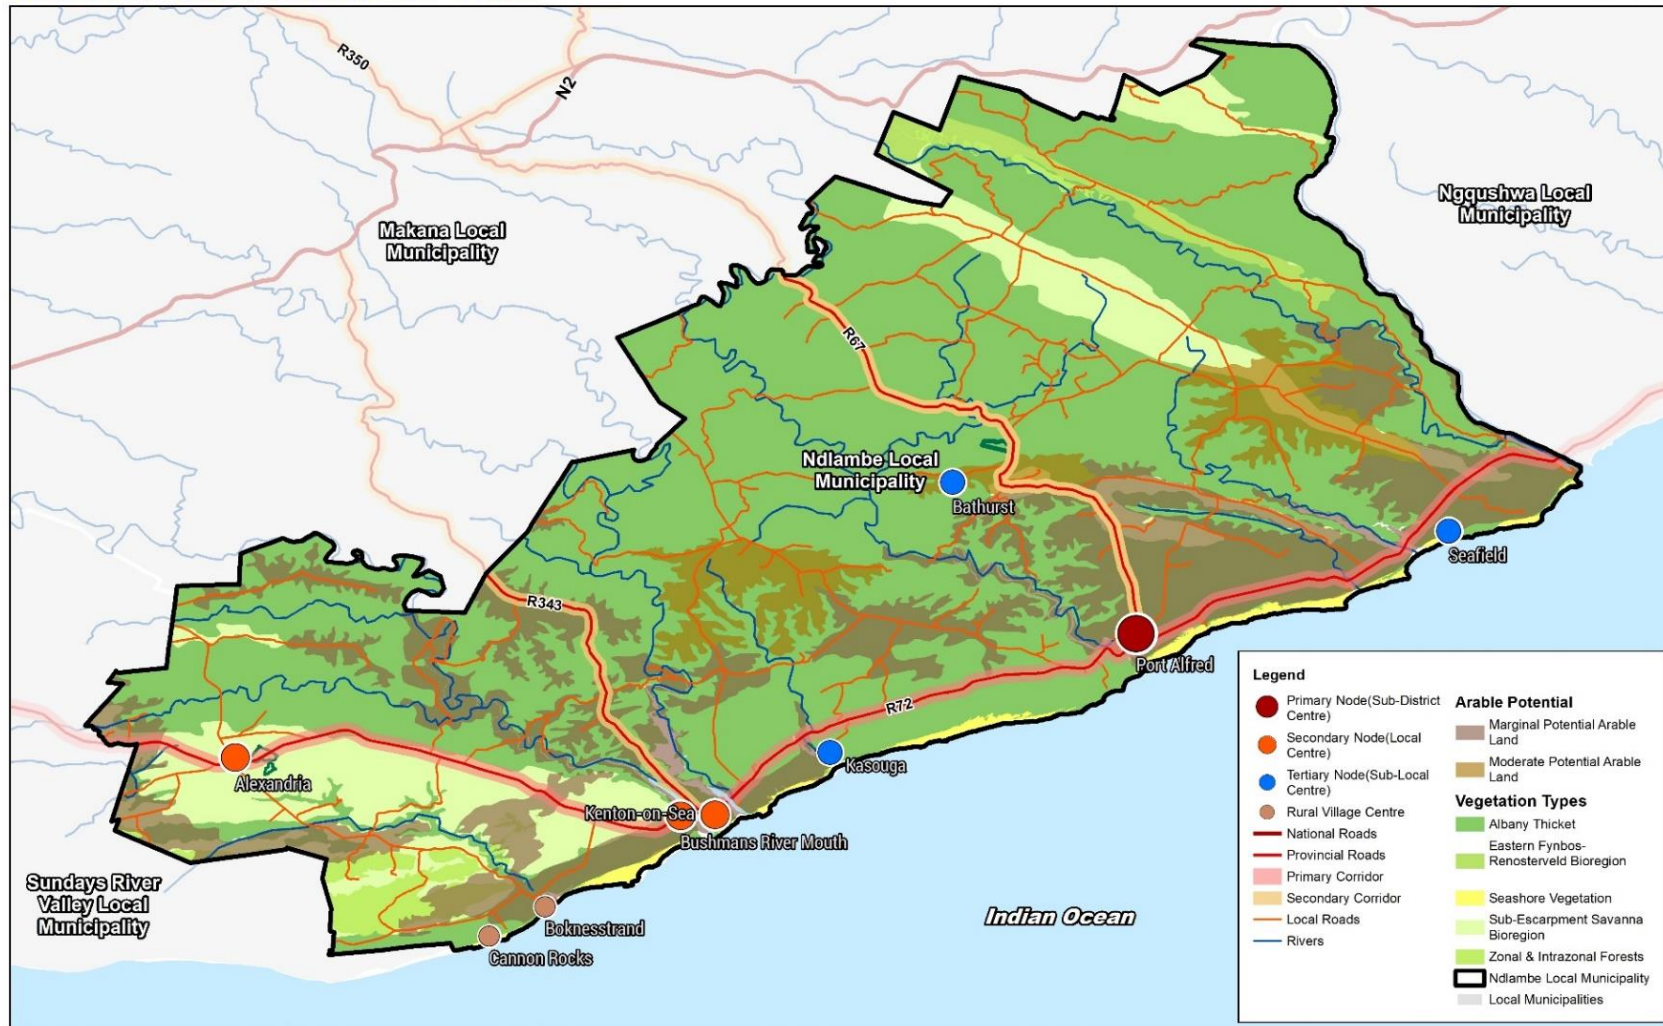 R350
N2
Makana Local
Municipality
Ngqushwa Local
Municipality
R67
Ndlambe Local
Municipality
Bathurst
Seafield
R343
Port Alfred
R72
Kasouga
Alexandria
Kenton-on-Sea
Bushmans River Mouth
Sundays River
Valley Local
Municipality
Boknesstrand
Cannon Rocks
Indian Ocean
Legend
Primary Node(Sub-District
Centre)
Secondary Node(Local
Centre)
Tertiary Node(Sub-Local
Centre)
Rural Village Centre
National Roads
Provincial Roads
Primary Corridor
Secondary Corridor
Local Roads
Rivers
Arable Potential
Marginal Potential Arable
Land
Moderate Potential Arable
Land
Vegetation Types
Albany Thicket
Eastern Fynbos-
Renosterveld Bioregion
Seashore Vegetation
Sub-Escarpment Savanna
Bioregion
Zonal & Intrazonal Forests
Ndlambe Local Municipality
Local Municipalities